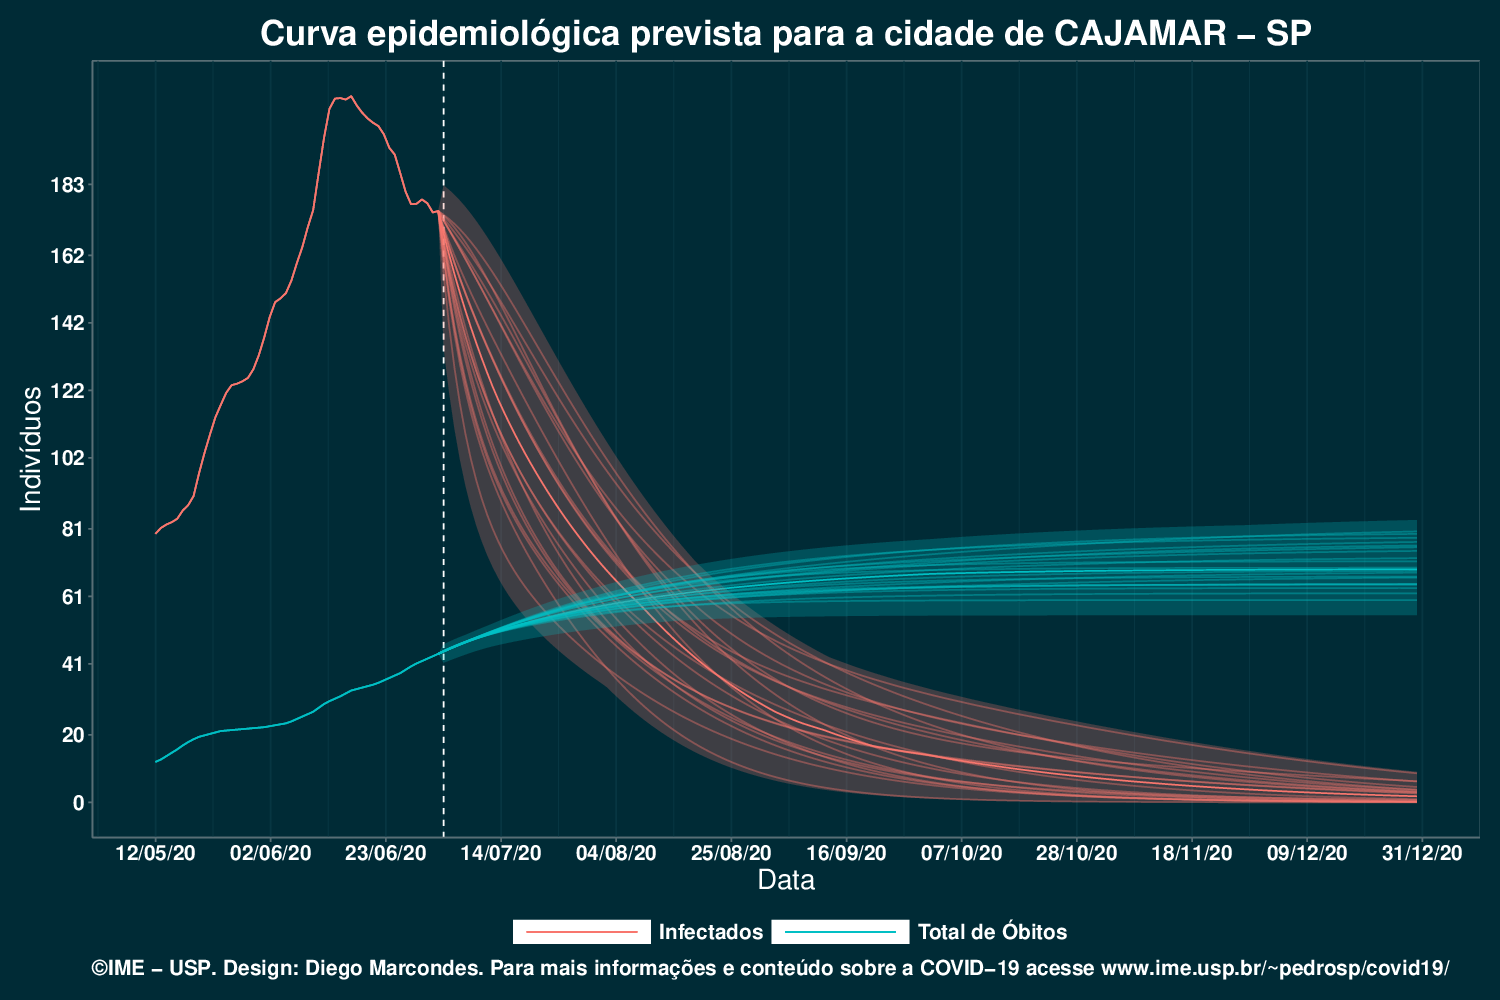 Curva epidemiológica prevista para a cidade de CAJAMAR – SP
Indivíduos
183
162
142
122
102
81
61
41
20
0
12/05/20 02/06/20 23/06/20 14/07/20 04/08/20 25/08/20 16/09/20 07/10/20 28/10/20 18/11/20 09/12/20 31/12/20
Data
Infectados Total de Óbitos
©IME – USP. Design: Diego Marcondes. Para mais informações e conteúdo sobre a COVID–19 acesse www.ime.usp.br/~pedrosp/covid19/